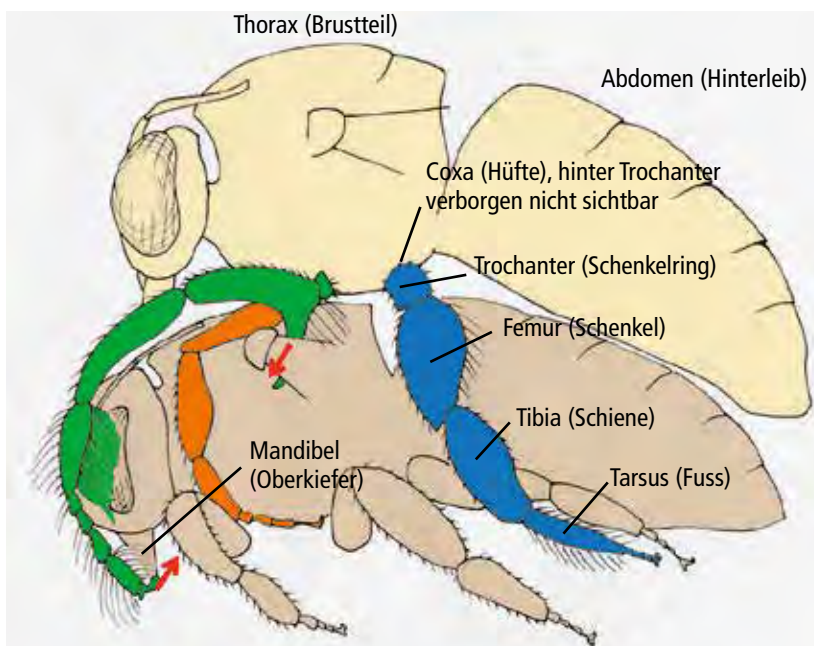 Thorax (Brustteil)
Abdomen (Hinterleib)
Coxa (Hüfte), hinter Trochanter
verborgen nicht sichtbar
Trochanter (Schenkelring)
Femur (Schenkel)
Tibia (Schiene)
Mandibel
(Oberkiefer)
Tarsus (Fuss)